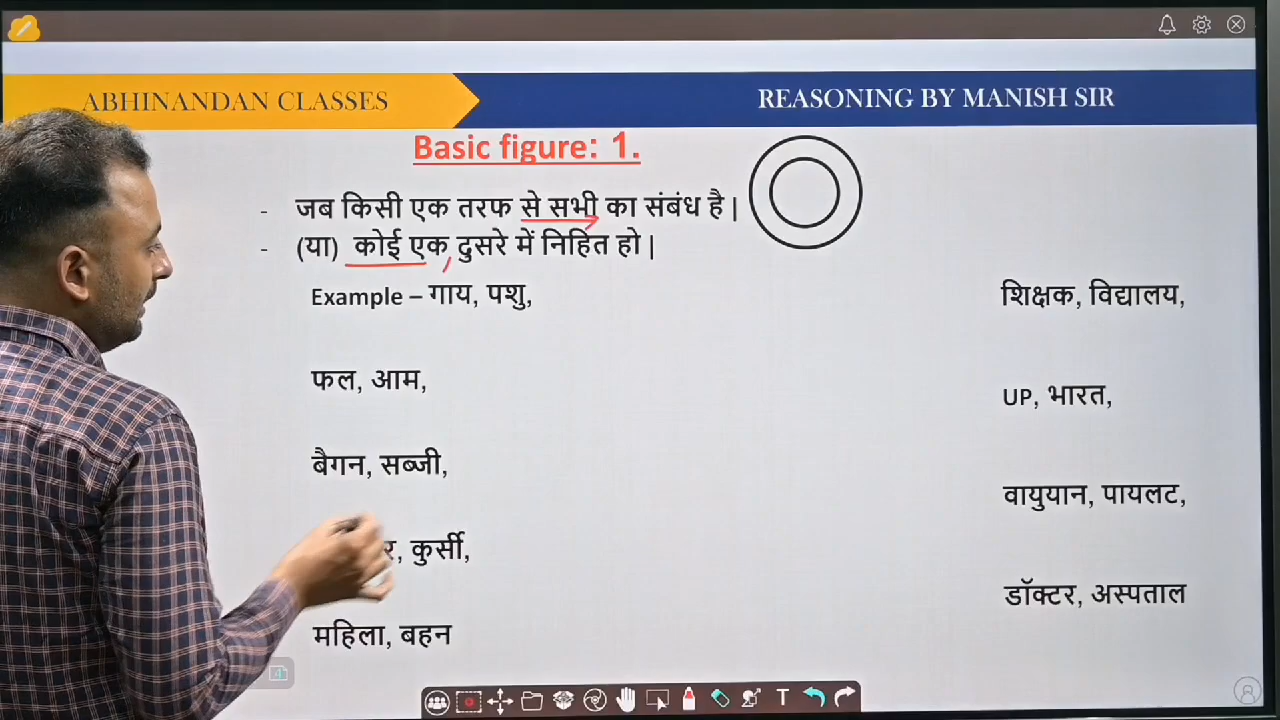 ABHINANDAN CLASSES
REASONING BY MANISH SIR
Basic figure: 1.
- जब किसी एक तरफ से सभी का संबंध है |
- (या) कोई एक दुसरे में निहित हो |
Example – गाय, पशु,
शिक्षक, विद्यालय,
फल, आम,
UP, भारत,
बैगन, सब्जी,
वायुयान, पायलट,
कुर्सी,
डॉक्टर, अस्पताल
महिला, बहन
T